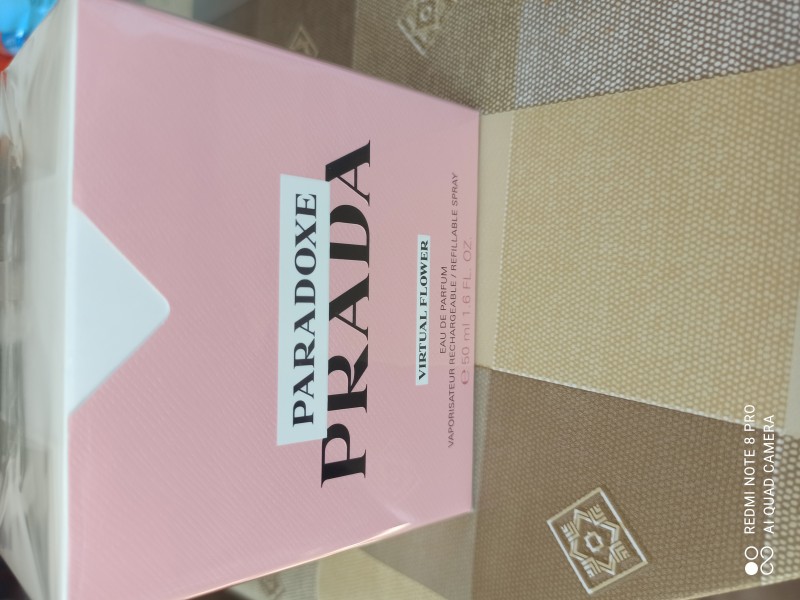 PARADOXE
PRADA
VIRTUAL FLOWER
EAU DE PARFUM
VAPORISATEUR RECHARGEABLE / REFILLABLE SPRAY
℮ 50 ml 1.6 FL. OZ
REDMI NOTE 8 PRO
AI QUAD CAMERA